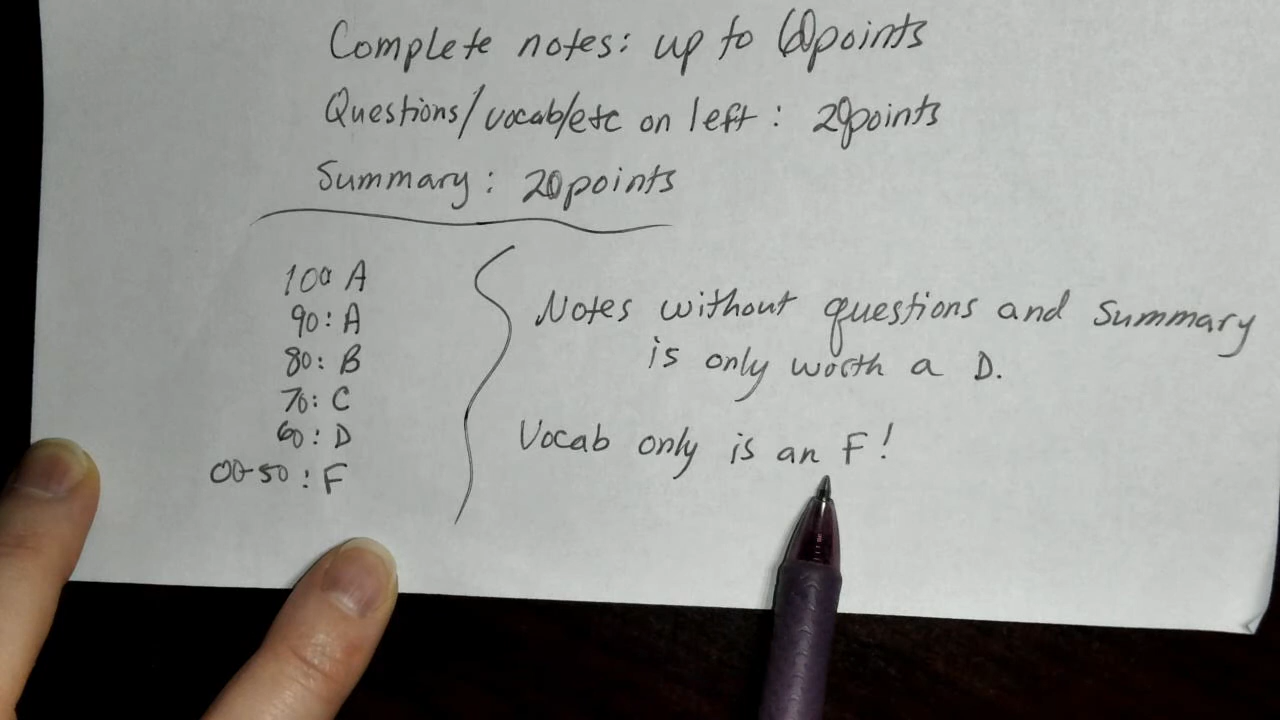 Complete notes: up to 60points
Questions/vocab/etc on left: 20points
Summary: 20points
100 A
90: A
80: B
70: C
60: D
00-50: F
Notes without questions and summary
is only worth a D.
Vocab only is an F!